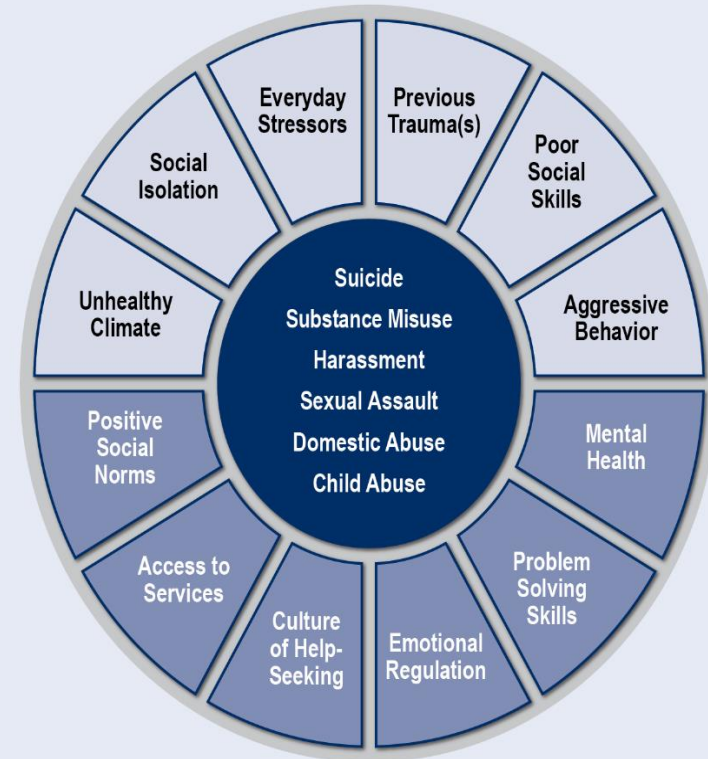 Everyday
Stressors
Previous
Trauma(s)
Social
Isolation
Poor
Social
Skills
Unhealthy
Climate
Aggressive
Behavior
Suicide
Substance Misuse
Harassment
Sexual Assault
Domestic Abuse
Child Abuse
Positive
Social
Norms
Mental
Health
Access to
Services
Problem
Solving
Skills
Culture
of Help-
Seeking
Emotional
Regulation